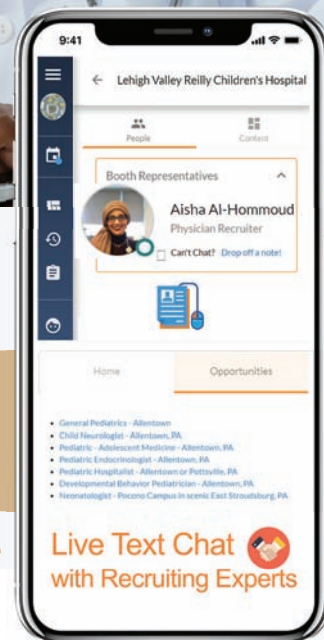 9:41
Lehigh Valley Reilly Children's Hospital
People
Content
Booth Representatives
Aisha Al-Hommoud
Physician Recruiter
Can't Chat? Drop off a note!
Home
Opportunities
General Pediatrics - Allentown
Child Neurologist - Allentown, PA
Pediatric - Adolescent Medicine - Allentown, PA
Pediatric Endocrinologist - Allentown, PA
Pediatric Hospitalist - Allentown or Pottsville, PA
Developmental Behavior Pediatrician - Allentown, PA
Neonatologist - Pocono Campus in scenic East Stroudsburg, PA
Live Text Chat
with Recruiting Experts